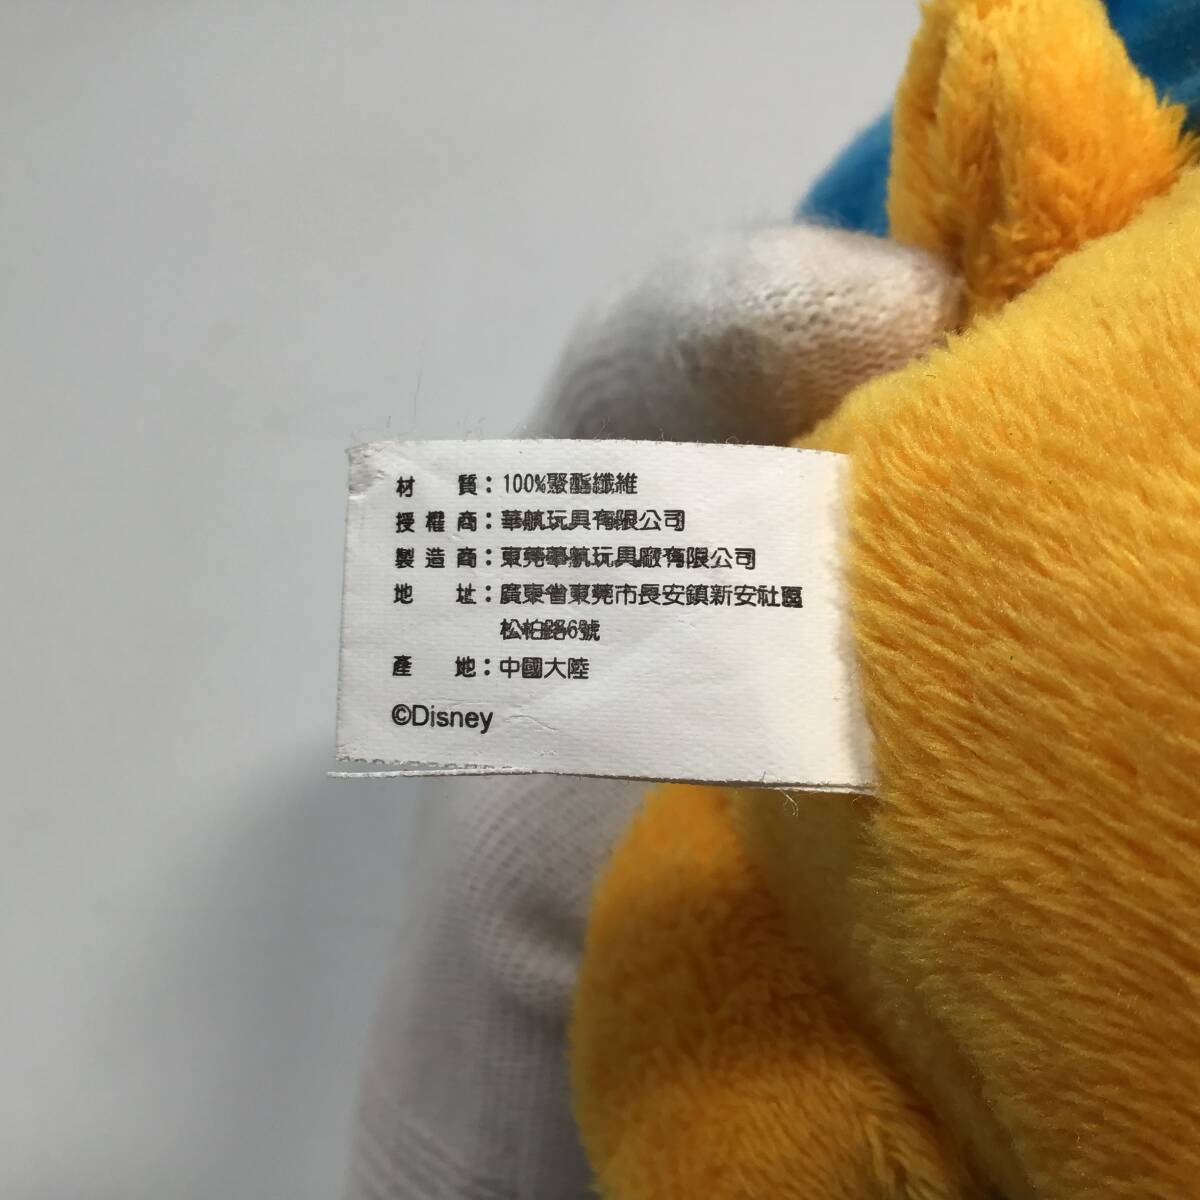 材　質：100%聚酯纖維
授權商：華航玩具有限公司
製造商：東莞華航玩具廠有限公司
地　址：廣東省東莞市長安鎮新安社區
松柏路6號
產　地：中國大陸
©Disney